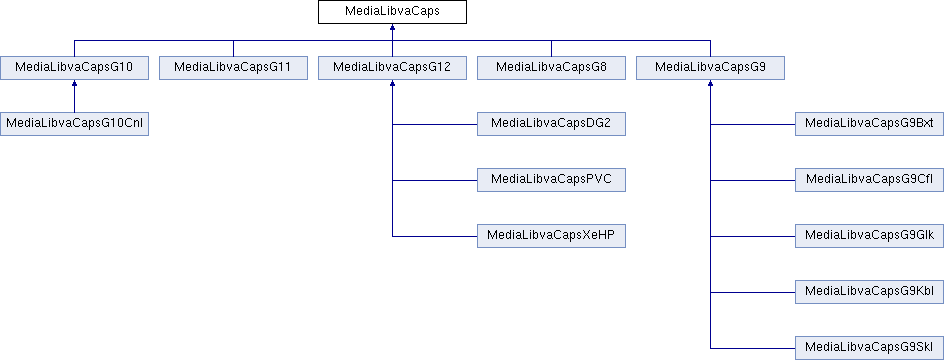 MediaLibvaCaps
MediaLibvaCapsG10
MediaLibvaCapsG11
MediaLibvaCapsG12
MediaLibvaCapsG8
MediaLibvaCapsG9
MediaLibvaCapsG10Cnl
MediaLibvaCapsDG2
MediaLibvaCapsG9Bxt
MediaLibvaCapsPVC
MediaLibvaCapsG9Cfl
MediaLibvaCapsXeHP
MediaLibvaCapsG9Glk
MediaLibvaCapsG9Kbl
MediaLibvaCapsG9Skl